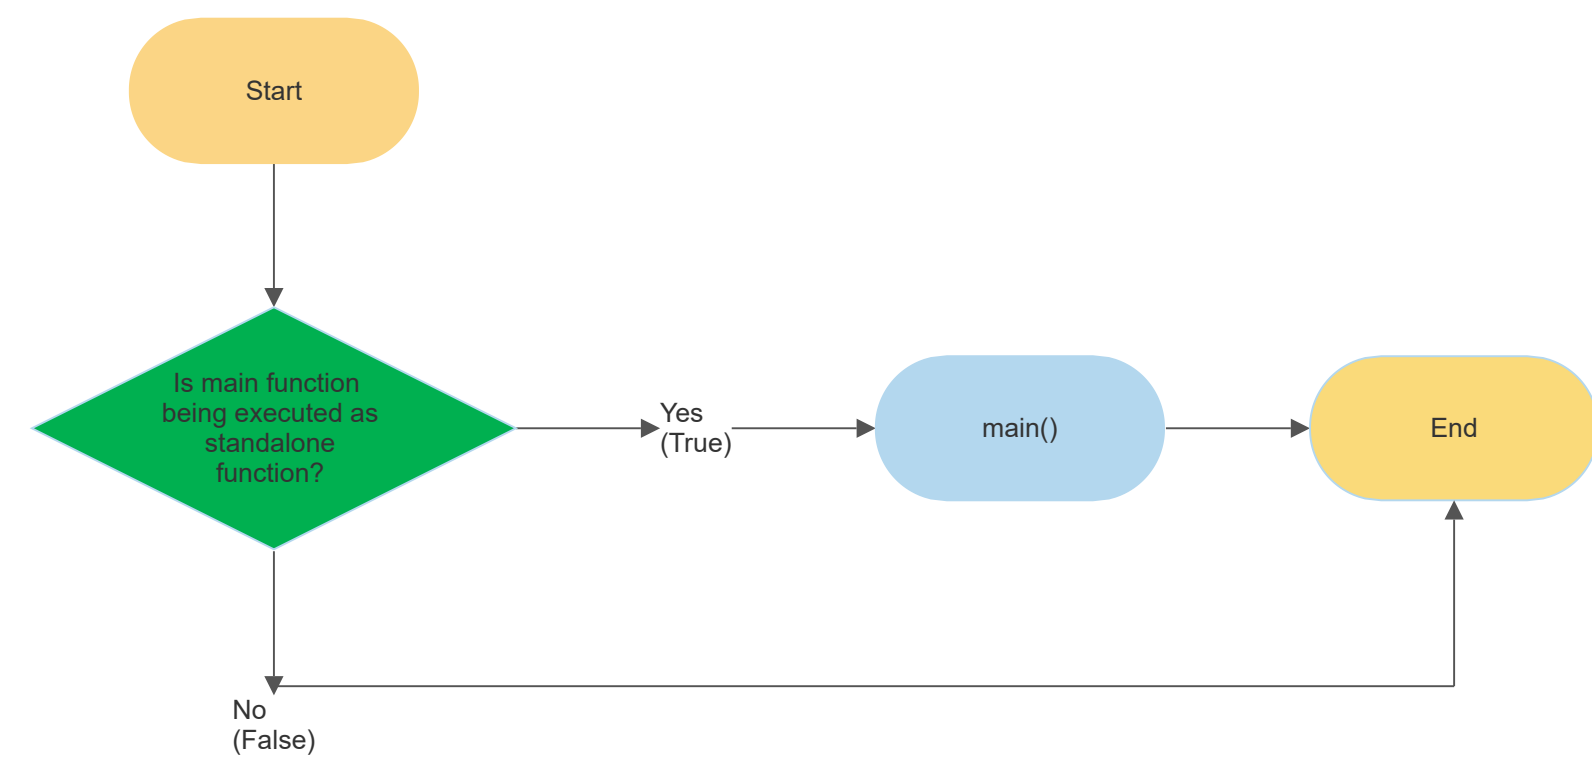 Start
Is main function
being executed as
standalone
function?
Yes
(True)
main()
End
No
(False)